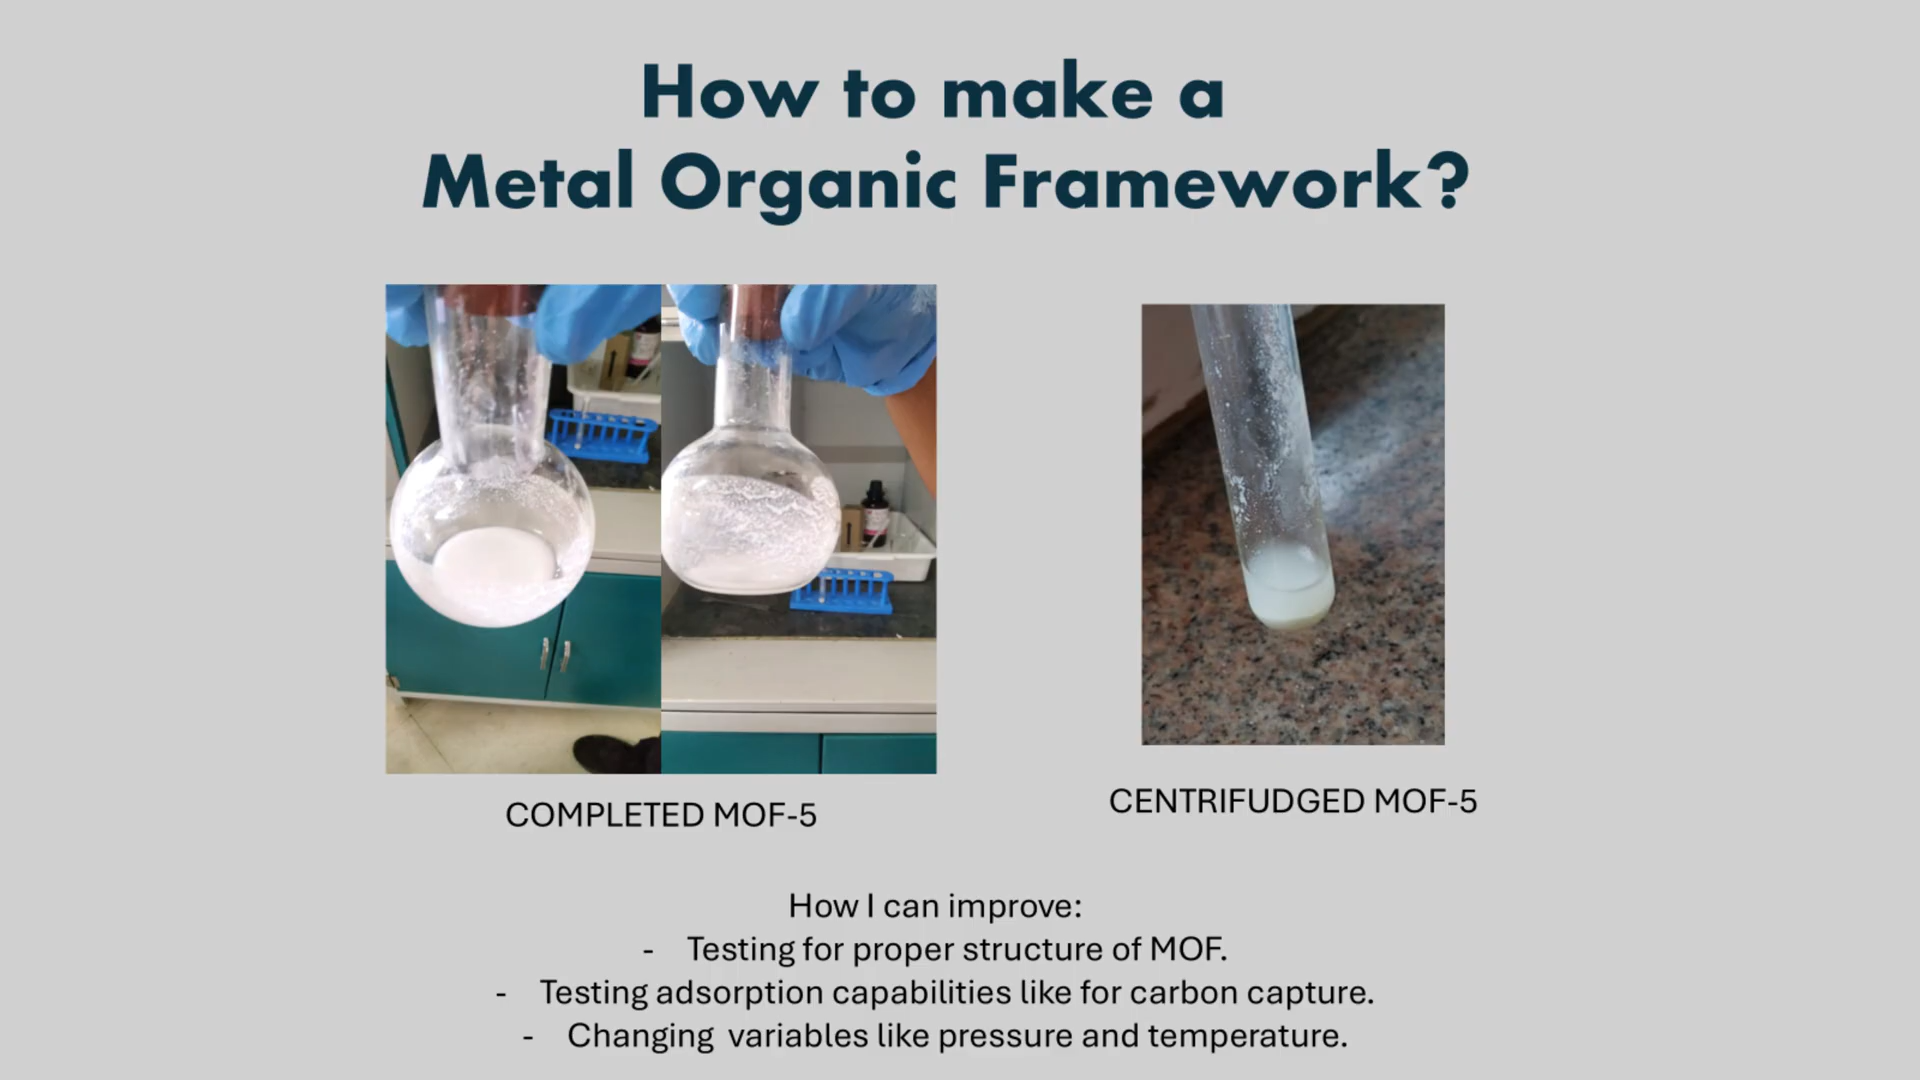 How to make a
Metal Organic Framework?
COMPLETED MOF-5
CENTRIFUDGED MOF-5
How I can improve:
- Testing for proper structure of MOF.
- Testing adsorption capabilities like for carbon capture.
- Changing variables like pressure and temperature.